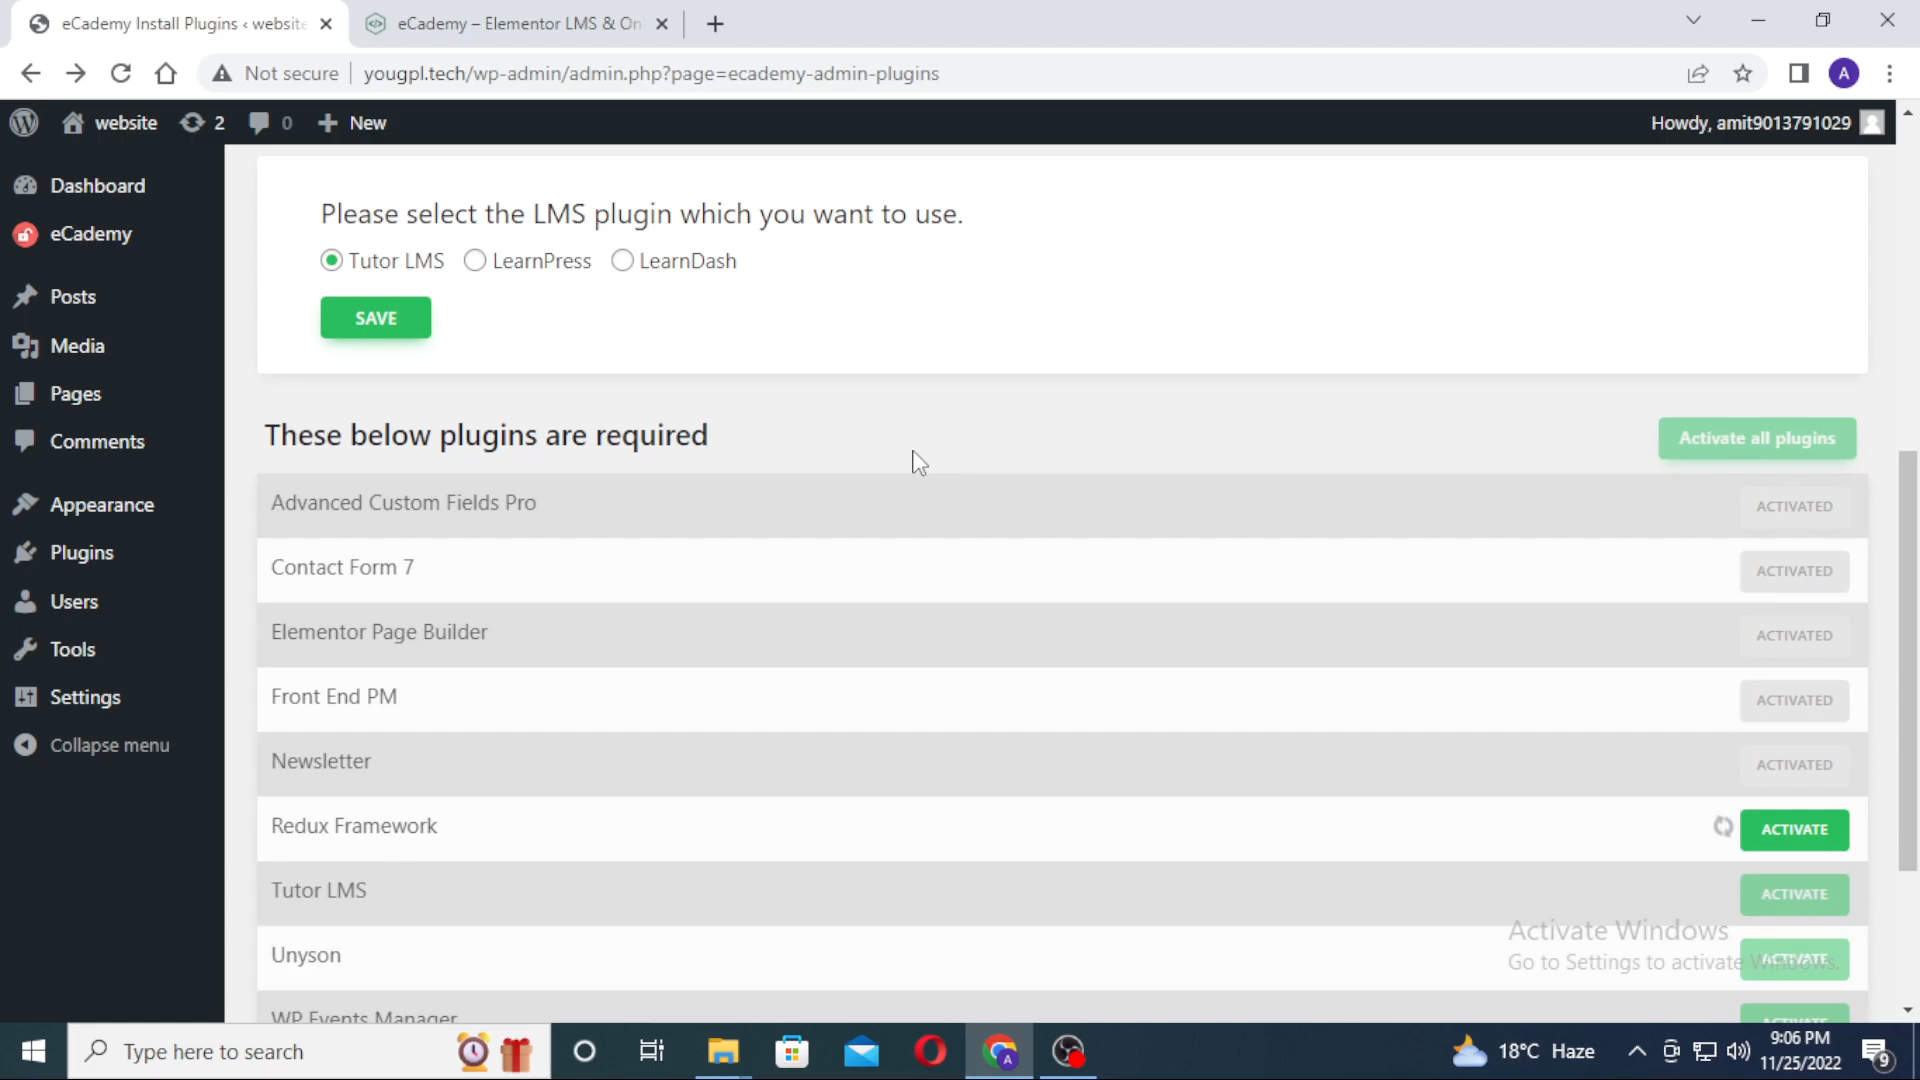 eCademy Install Plugins ‹ website
eCademy – Elementor LMS & On
Not secure
yougpl.tech/wp-admin/admin.php?page=ecademy-admin-plugins
A
website
2
0
New
Howdy, amit9013791029
Dashboard
eCademy
Posts
Media
Pages
Comments
Appearance
Plugins
Users
Tools
Settings
Collapse menu
Please select the LMS plugin which you want to use.
Tutor LMS
LearnPress
LearnDash
SAVE
These below plugins are required
Activate all plugins
Advanced Custom Fields Pro
ACTIVATED
Contact Form 7
ACTIVATED
Elementor Page Builder
ACTIVATED
Front End PM
ACTIVATED
Newsletter
ACTIVATED
Redux Framework
ACTIVATE
Tutor LMS
ACTIVATE
Unyson
ACTIVATE
WP Events Manager
ACTIVATE
Activate Windows
Go to Settings to activate Windows.
Type here to search
A
18°C Haze
9:06 PM
11/25/2022
9